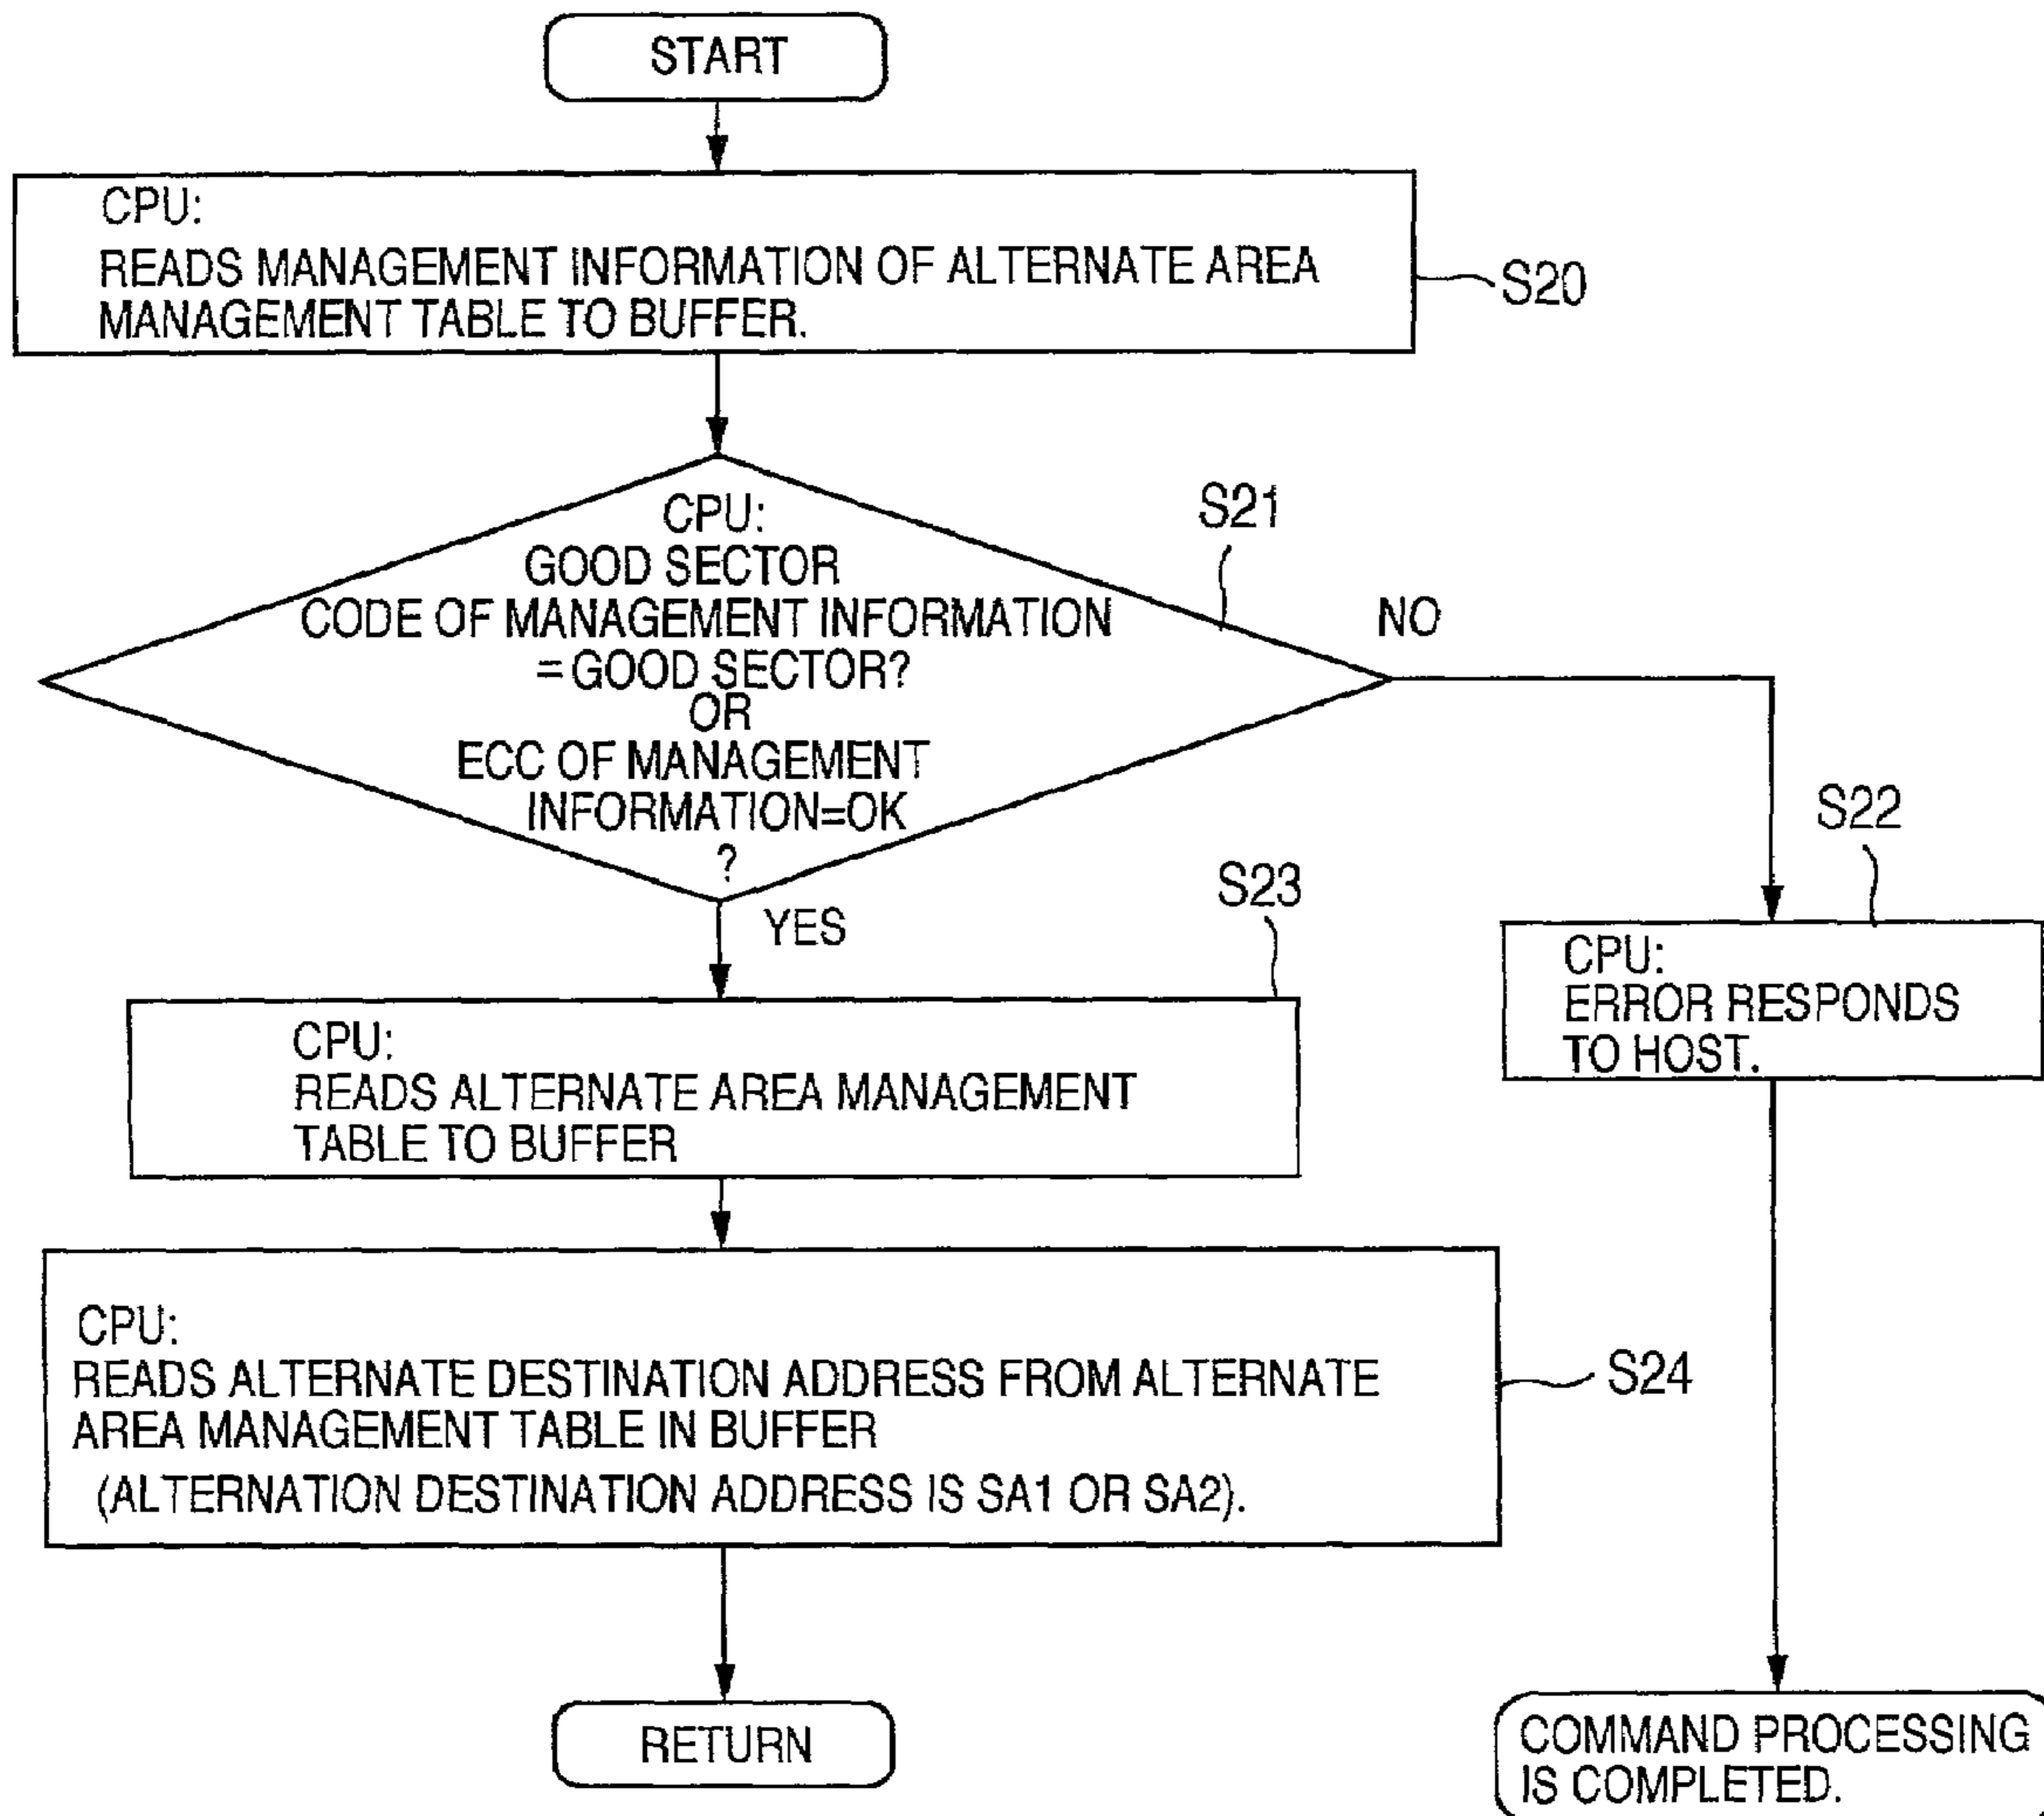 START
CPU:
READS MANAGEMENT INFORMATION OF ALTERNATE AREA
MANAGEMENT TABLE TO BUFFER.
S20
CPU:
GOOD SECTOR
CODE OF MANAGEMENT INFORMATION
=GOOD SECTOR?
OR
ECC OF MANAGEMENT
INFORMATION=OK
?
S21
NO
YES
S22
CPU:
ERROR RESPONDS
TO HOST.
S23
CPU:
READS ALTERNATE AREA MANAGEMENT
TABLE TO BUFFER
CPU:
READS ALTERNATE DESTINATION ADDRESS FROM ALTERNATE
AREA MANAGEMENT TABLE IN BUFFER
(ALTERNATION DESTINATION ADDRESS IS SA1 OR SA2).
S24
RETURN
COMMAND PROCESSING
IS COMPLETED.